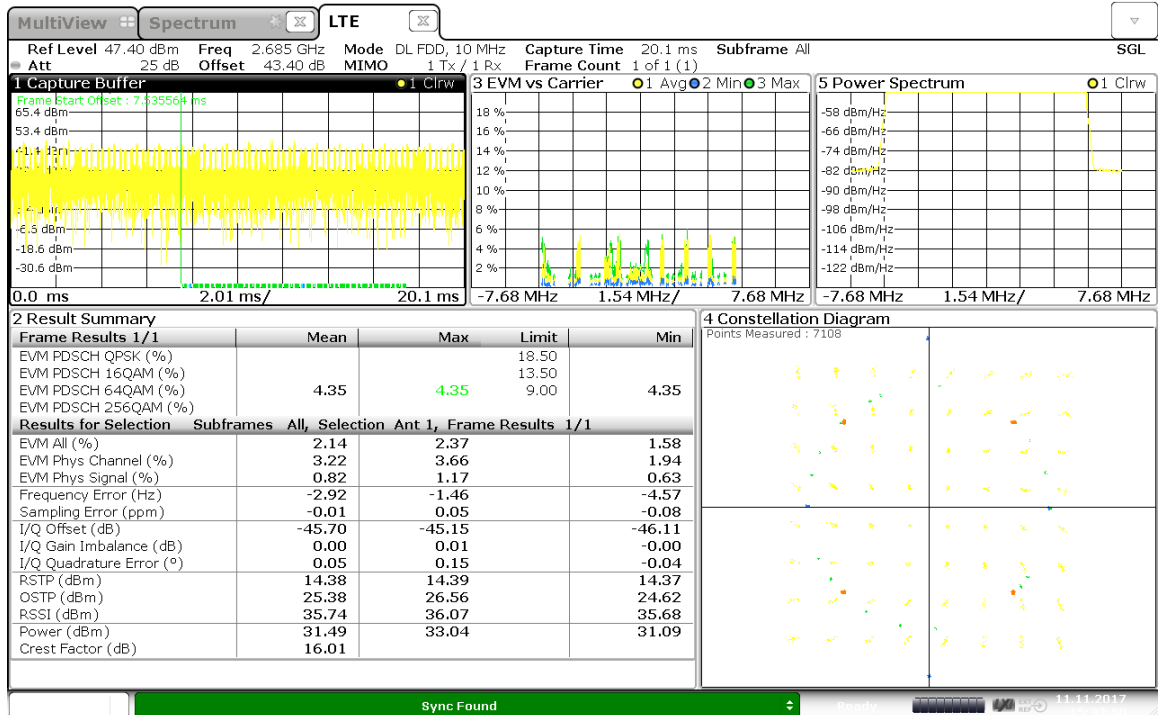 MultiView Spectrum LTE
Ref Level 47.40 dBm Freq 2.685 GHz Mode DL FDD, 10 MHz Capture Time 20.1 ms Subframe All SGL
Att 25 dB Offset 43.40 dB MIMO 1 Tx / 1 Rx Frame Count 1 of 1 (1)
1 Capture Buffer 1 Clrw
Frame Start Offset : 7.535564 ms
65.4 dBm
53.4 dBm
-18.6 dBm
-30.6 dBm
0.0 ms 2.01 ms/ 20.1 ms
3 EVM vs Carrier 1 Avg 2 Min 3 Max
18 %
16 %
14 %
12 %
10 %
8 %
6 %
4 %
2 %
-7.68 MHz 1.54 MHz/ 7.68 MHz
5 Power Spectrum 1 Clrw
-58 dBm/Hz
-66 dBm/Hz
-74 dBm/Hz
-82 dBm/Hz
-90 dBm/Hz
-98 dBm/Hz
-106 dBm/Hz
-114 dBm/Hz
-122 dBm/Hz
-7.68 MHz 1.54 MHz/ 7.68 MHz
2 Result Summary
Frame Results 1/1 Mean Max Limit Min
EVM PDSCH QPSK (%) 18.50
EVM PDSCH 16QAM (%) 13.50
EVM PDSCH 64QAM (%) 4.35 4.35 9.00 4.35
EVM PDSCH 256QAM (%)
Results for Selection Subframes All, Selection Ant 1, Frame Results 1/1
EVM All (%) 2.14 2.37 1.58
EVM Phys Channel (%) 3.22 3.66 1.94
EVM Phys Signal (%) 0.82 1.17 0.63
Frequency Error (Hz) -2.92 -1.46 -4.57
Sampling Error (ppm) -0.01 0.05 -0.08
I/Q Offset (dB) -45.70 -45.15 -46.11
I/Q Gain Imbalance (dB) 0.00 0.01 -0.00
I/Q Quadrature Error (º) 0.05 0.15 -0.04
RSTP (dBm) 14.38 14.39 14.37
OSTP (dBm) 25.38 26.56 24.62
RSSI (dBm) 35.74 36.07 35.68
Power (dBm) 31.49 33.04 31.09
Crest Factor (dB) 16.01
4 Constellation Diagram
Points Measured : 7108
Sync Found
Ready
LXI
11.11.2017